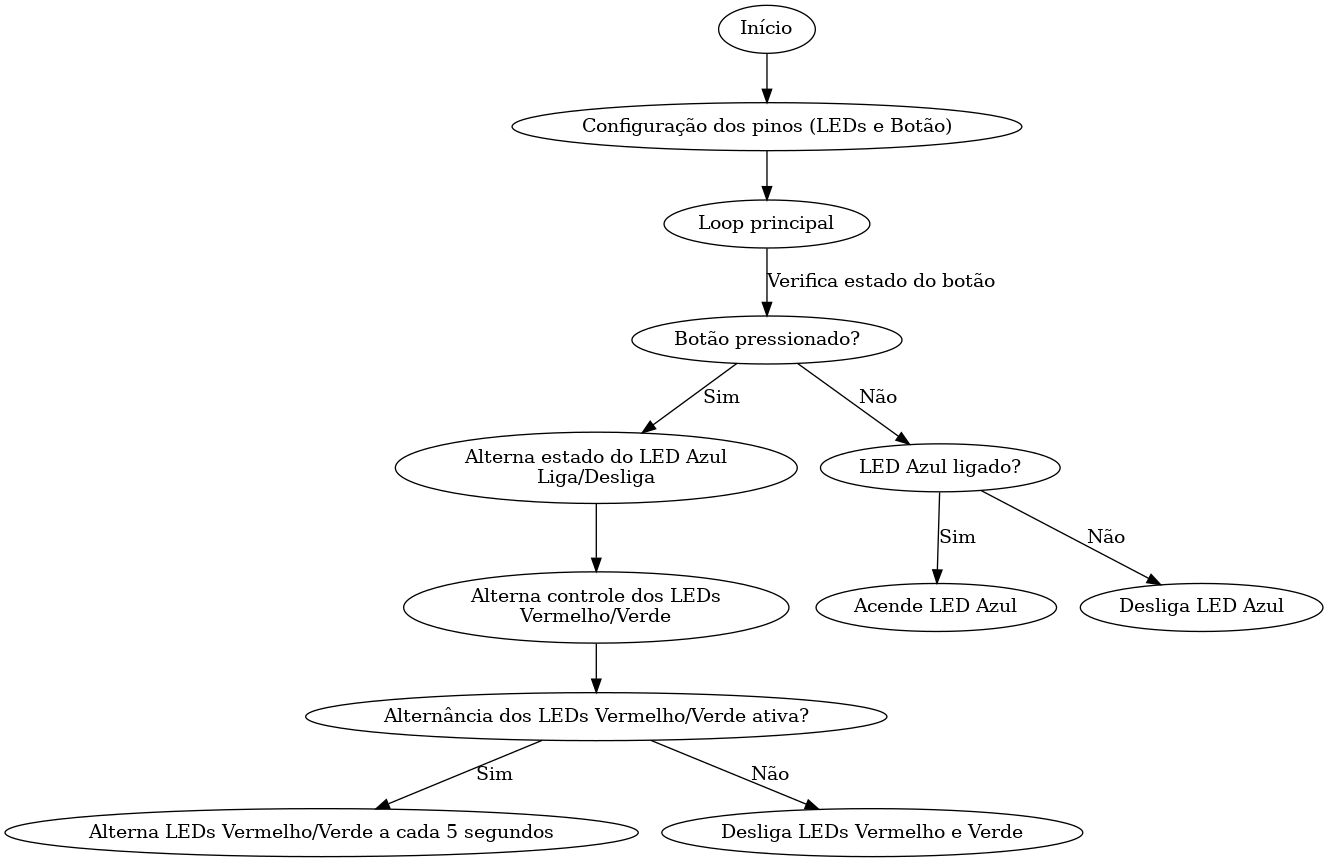 Início
Configuração dos pinos (LEDs e Botão)
Loop principal
Verifica estado do botão
Botão pressionado?
Sim
Não
Alterna estado do LED Azul
Liga/Desliga
LED Azul ligado?
Sim
Não
Alterna controle dos LEDs
Vermelho/Verde
Acende LED Azul
Desliga LED Azul
Alternância dos LEDs Vermelho/Verde ativa?
Sim
Não
Alterna LEDs Vermelho/Verde a cada 5 segundos
Desliga LEDs Vermelho e Verde